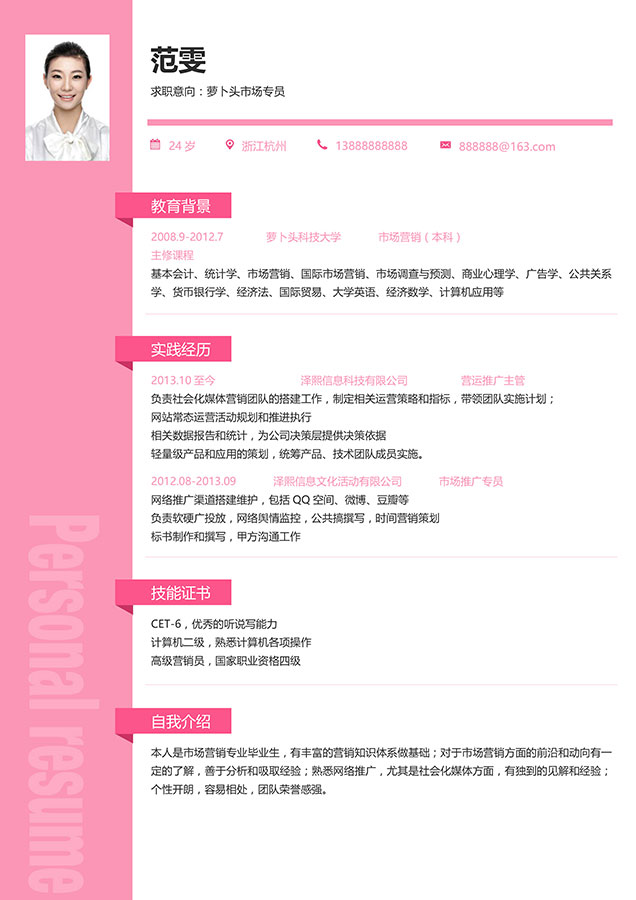 范雯
求职意向：萝卜头市场专员
24 岁 浙江杭州 13888888888 888888@163.com
教育背景
2008.9-2012.7 萝卜头科技大学 市场营销（本科）
主修课程
基本会计、统计学、市场营销、国际市场营销、市场调查与预测、商业心理学、广告学、公共关系
学、货币银行学、经济法、国际贸易、大学英语、经济数学、计算机应用等
实践经历
2013.10 至今 泽熙信息科技有限公司 营运推广主管
负责社会化媒体营销团队的搭建工作，制定相关运营策略和指标，带领团队实施计划；
网站常态运营活动规划和推进执行
相关数据报告和统计，为公司决策层提供决策依据
轻量级产品和应用的策划，统筹产品、技术团队成员实施。
2012.08-2013.09 泽熙信息文化活动有限公司 市场推广专员
网络推广渠道搭建维护，包括 QQ 空间、微博、豆瓣等
负责软硬广投放，网络舆情监控，公共搞撰写，时间营销策划
标书制作和撰写，甲方沟通工作
技能证书
CET-6，优秀的听说写能力
计算机二级，熟悉计算机各项操作
高级营销员，国家职业资格四级
自我介绍
本人是市场营销专业毕业生，有丰富的营销知识体系做基础；对于市场营销方面的前沿和动向有一
定的了解，善于分析和吸取经验；熟悉网络推广，尤其是社会化媒体方面，有独到的见解和经验；
个性开朗，容易相处，团队荣誉感强。
Personal resume